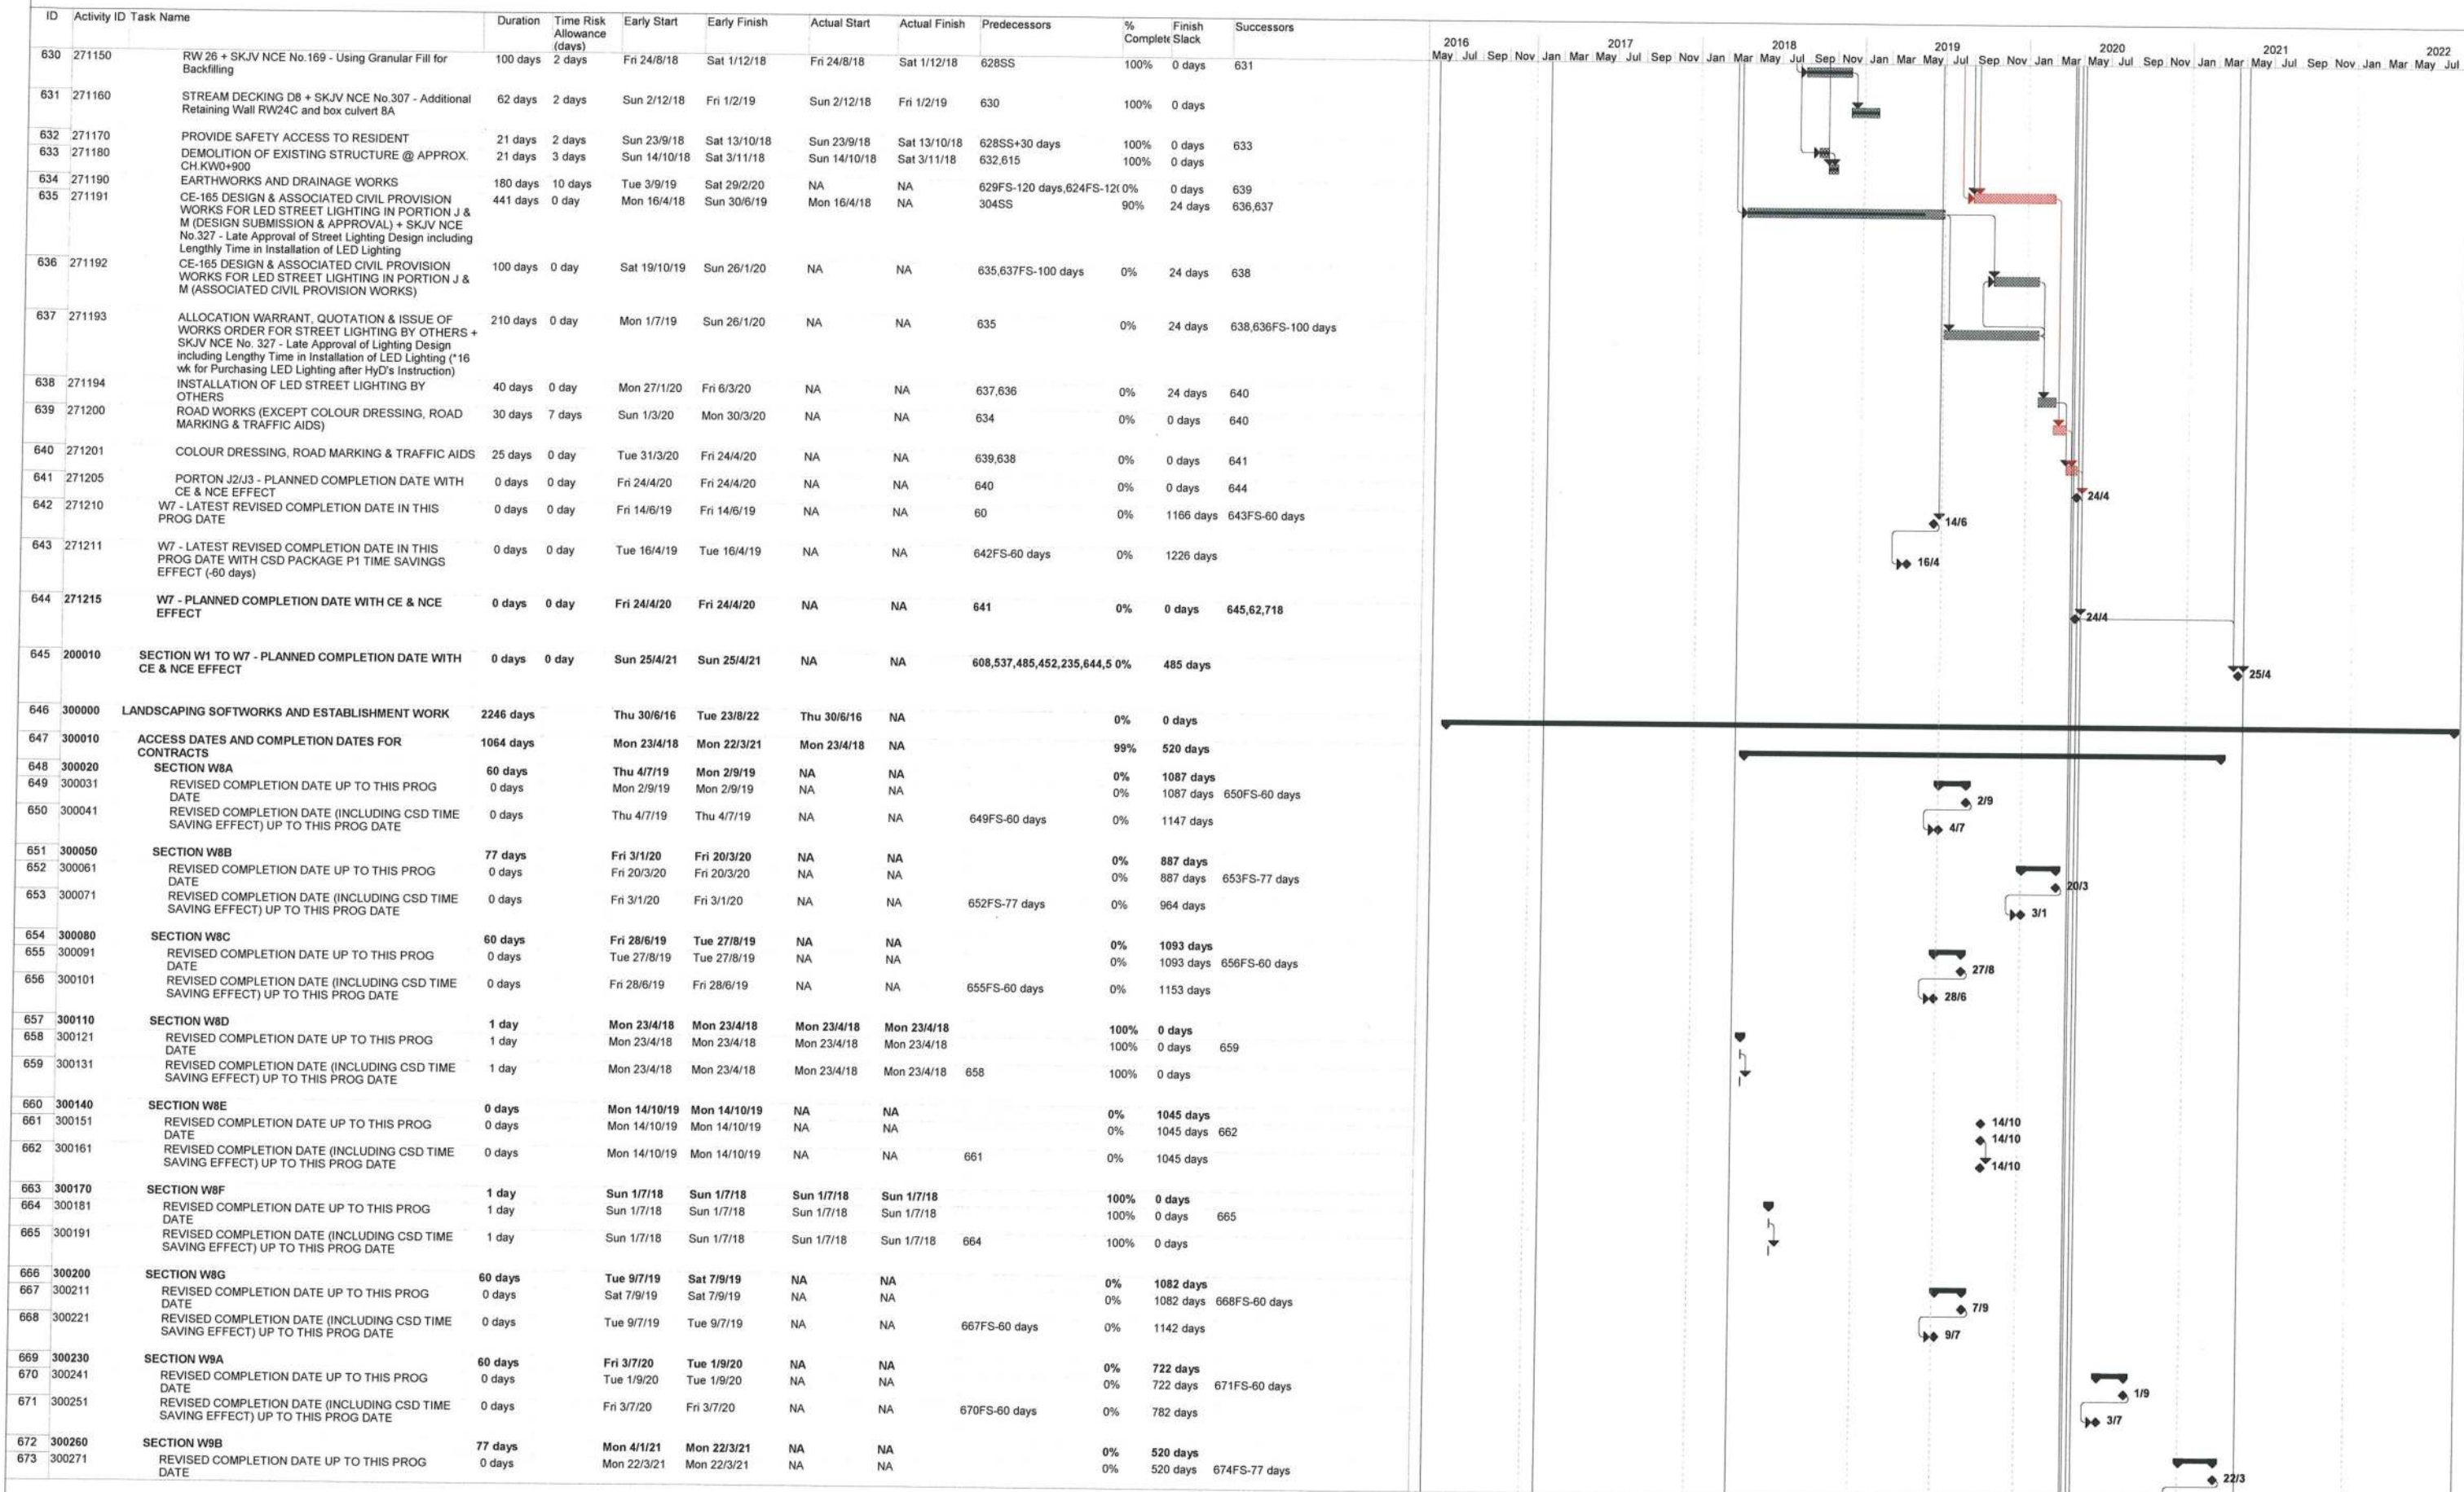 ID Activity ID Task Name Duration Time Risk Allowance (days) Early Start Early Finish Actual Start Actual Finish Predecessors % Complete Finish Slack Successors
2016 2017 2018 2019 2020 2021 2022
May Jul Sep Nov Jan Mar May Jul Sep Nov Jan Mar May Jul Sep Nov Jan Mar May Jul Sep Nov Jan Mar May Jul Sep Nov Jan Mar May Jul Sep Nov Jan Mar May Jul
630 271150 RW 26 + SKJV NCE No.169 - Using Granular Fill for 100 days 2 days Fri 24/8/18 Sat 1/12/18 Fri 24/8/18 Sat 1/12/18 628SS 100% 0 days 631
Backfilling
631 271160 STREAM DECKING D8 + SKJV NCE No.307 - Additional 62 days 2 days Sun 2/12/18 Fri 1/2/19 Sun 2/12/18 Fri 1/2/19 630 100% 0 days
Retaining Wall RW24C and box culvert 8A
632 271170 PROVIDE SAFETY ACCESS TO RESIDENT 21 days 2 days Sun 23/9/18 Sat 13/10/18 Sun 23/9/18 Sat 13/10/18 628SS+30 days 100% 0 days 633
633 271180 DEMOLITION OF EXISTING STRUCTURE @ APPROX. 21 days 3 days Sun 14/10/18 Sat 3/11/18 Sun 14/10/18 Sat 3/11/18 632,615 100% 0 days
CH.KW0+900
634 271190 EARTHWORKS AND DRAINAGE WORKS 180 days 10 days Tue 3/9/19 Sat 29/2/20 NA NA 629FS-120 days,624FS-12( 0% 0 days 639
635 271191 CE-165 DESIGN & ASSOCIATED CIVIL PROVISION 441 days 0 day Mon 16/4/18 Sun 30/6/19 Mon 16/4/18 NA 304SS 90% 24 days 636,637
WORKS FOR LED STREET LIGHTING IN PORTION J &
M (DESIGN SUBMISSION & APPROVAL) + SKJV NCE
No.327 - Late Approval of Street Lighting Design including
Lengthly Time in Installation of LED Lighting
636 271192 CE-165 DESIGN & ASSOCIATED CIVIL PROVISION 100 days 0 day Sat 19/10/19 Sun 26/1/20 NA NA 635,637FS-100 days 0% 24 days 638
WORKS FOR LED STREET LIGHTING IN PORTION J &
M (ASSOCIATED CIVIL PROVISION WORKS)
637 271193 ALLOCATION WARRANT, QUOTATION & ISSUE OF 210 days 0 day Mon 1/7/19 Sun 26/1/20 NA NA 635 0% 24 days 638,636FS-100 days
WORKS ORDER FOR STREET LIGHTING BY OTHERS +
SKJV NCE No. 327 - Late Approval of Lighting Design
including Lengthy Time in Installation of LED Lighting (*16
wk for Purchasing LED Lighting after HyD's Instruction)
638 271194 INSTALLATION OF LED STREET LIGHTING BY 40 days 0 day Mon 27/1/20 Fri 6/3/20 NA NA 637,636 0% 24 days 640
OTHERS
639 271200 ROAD WORKS (EXCEPT COLOUR DRESSING, ROAD 30 days 7 days Sun 1/3/20 Mon 30/3/20 NA NA 634 0% 0 days 640
MARKING & TRAFFIC AIDS)
640 271201 COLOUR DRESSING, ROAD MARKING & TRAFFIC AIDS 25 days 0 day Tue 31/3/20 Fri 24/4/20 NA NA 639,638 0% 0 days 641
641 271205 PORTON J2/J3 - PLANNED COMPLETION DATE WITH 0 days 0 day Fri 24/4/20 Fri 24/4/20 NA NA 640 0% 0 days 644 24/4
CE & NCE EFFECT
642 271210 W7 - LATEST REVISED COMPLETION DATE IN THIS 0 days 0 day Fri 14/6/19 Fri 14/6/19 NA NA 60 0% 1166 days 643FS-60 days 14/6
PROG DATE
643 271211 W7 - LATEST REVISED COMPLETION DATE IN THIS 0 days 0 day Tue 16/4/19 Tue 16/4/19 NA NA 642FS-60 days 0% 1226 days 16/4
PROG DATE WITH CSD PACKAGE P1 TIME SAVINGS
EFFECT (-60 days)
644 271215 W7 - PLANNED COMPLETION DATE WITH CE & NCE 0 days 0 day Fri 24/4/20 Fri 24/4/20 NA NA 641 0% 0 days 645,62,718 24/4
EFFECT
645 200010 SECTION W1 TO W7 - PLANNED COMPLETION DATE WITH 0 days 0 day Sun 25/4/21 Sun 25/4/21 NA NA 608,537,485,452,235,644,5 0% 485 days 25/4
CE & NCE EFFECT
646 300000 LANDSCAPING SOFTWORKS AND ESTABLISHMENT WORK 2246 days Thu 30/6/16 Tue 23/8/22 Thu 30/6/16 NA 0% 0 days
647 300010 ACCESS DATES AND COMPLETION DATES FOR 1064 days Mon 23/4/18 Mon 22/3/21 Mon 23/4/18 NA 99% 520 days
CONTRACTS
648 300020 SECTION W8A 60 days Thu 4/7/19 Mon 2/9/19 NA NA 0% 1087 days
649 300031 REVISED COMPLETION DATE UP TO THIS PROG 0 days Mon 2/9/19 Mon 2/9/19 NA NA 0% 1087 days 650FS-60 days 2/9
DATE
650 300041 REVISED COMPLETION DATE (INCLUDING CSD TIME 0 days Thu 4/7/19 Thu 4/7/19 NA NA 649FS-60 days 0% 1147 days 4/7
SAVING EFFECT) UP TO THIS PROG DATE
651 300050 SECTION W8B 77 days Fri 3/1/20 Fri 20/3/20 NA NA 0% 887 days
652 300061 REVISED COMPLETION DATE UP TO THIS PROG 0 days Fri 20/3/20 Fri 20/3/20 NA NA 0% 887 days 653FS-77 days 20/3
DATE
653 300071 REVISED COMPLETION DATE (INCLUDING CSD TIME 0 days Fri 3/1/20 Fri 3/1/20 NA NA 652FS-77 days 0% 964 days 3/1
SAVING EFFECT) UP TO THIS PROG DATE
654 300080 SECTION W8C 60 days Fri 28/6/19 Tue 27/8/19 NA NA 0% 1093 days
655 300091 REVISED COMPLETION DATE UP TO THIS PROG 0 days Tue 27/8/19 Tue 27/8/19 NA NA 0% 1093 days 656FS-60 days 27/8
DATE
656 300101 REVISED COMPLETION DATE (INCLUDING CSD TIME 0 days Fri 28/6/19 Fri 28/6/19 NA NA 655FS-60 days 0% 1153 days 28/6
SAVING EFFECT) UP TO THIS PROG DATE
657 300110 SECTION W8D 1 day Mon 23/4/18 Mon 23/4/18 Mon 23/4/18 Mon 23/4/18 100% 0 days
658 300121 REVISED COMPLETION DATE UP TO THIS PROG 1 day Mon 23/4/18 Mon 23/4/18 Mon 23/4/18 Mon 23/4/18 100% 0 days 659
DATE
659 300131 REVISED COMPLETION DATE (INCLUDING CSD TIME 1 day Mon 23/4/18 Mon 23/4/18 Mon 23/4/18 Mon 23/4/18 658 100% 0 days
SAVING EFFECT) UP TO THIS PROG DATE
660 300140 SECTION W8E 0 days Mon 14/10/19 Mon 14/10/19 NA NA 0% 1045 days 14/10
661 300151 REVISED COMPLETION DATE UP TO THIS PROG 0 days Mon 14/10/19 Mon 14/10/19 NA NA 0% 1045 days 662 14/10
DATE
662 300161 REVISED COMPLETION DATE (INCLUDING CSD TIME 0 days Mon 14/10/19 Mon 14/10/19 NA NA 661 0% 1045 days 14/10
SAVING EFFECT) UP TO THIS PROG DATE
663 300170 SECTION W8F 1 day Sun 1/7/18 Sun 1/7/18 Sun 1/7/18 Sun 1/7/18 100% 0 days
664 300181 REVISED COMPLETION DATE UP TO THIS PROG 1 day Sun 1/7/18 Sun 1/7/18 Sun 1/7/18 Sun 1/7/18 100% 0 days 665
DATE
665 300191 REVISED COMPLETION DATE (INCLUDING CSD TIME 1 day Sun 1/7/18 Sun 1/7/18 Sun 1/7/18 Sun 1/7/18 664 100% 0 days
SAVING EFFECT) UP TO THIS PROG DATE
666 300200 SECTION W8G 60 days Tue 9/7/19 Sat 7/9/19 NA NA 0% 1082 days
667 300211 REVISED COMPLETION DATE UP TO THIS PROG 0 days Sat 7/9/19 Sat 7/9/19 NA NA 0% 1082 days 668FS-60 days 7/9
DATE
668 300221 REVISED COMPLETION DATE (INCLUDING CSD TIME 0 days Tue 9/7/19 Tue 9/7/19 NA NA 667FS-60 days 0% 1142 days 9/7
SAVING EFFECT) UP TO THIS PROG DATE
669 300230 SECTION W9A 60 days Fri 3/7/20 Tue 1/9/20 NA NA 0% 722 days
670 300241 REVISED COMPLETION DATE UP TO THIS PROG 0 days Tue 1/9/20 Tue 1/9/20 NA NA 0% 722 days 671FS-60 days 1/9
DATE
671 300251 REVISED COMPLETION DATE (INCLUDING CSD TIME 0 days Fri 3/7/20 Fri 3/7/20 NA NA 670FS-60 days 0% 782 days 3/7
SAVING EFFECT) UP TO THIS PROG DATE
672 300260 SECTION W9B 77 days Mon 4/1/21 Mon 22/3/21 NA NA 0% 520 days
673 300271 REVISED COMPLETION DATE UP TO THIS PROG 0 days Mon 22/3/21 Mon 22/3/21 NA NA 0% 520 days 674FS-77 days 22/3
DATE